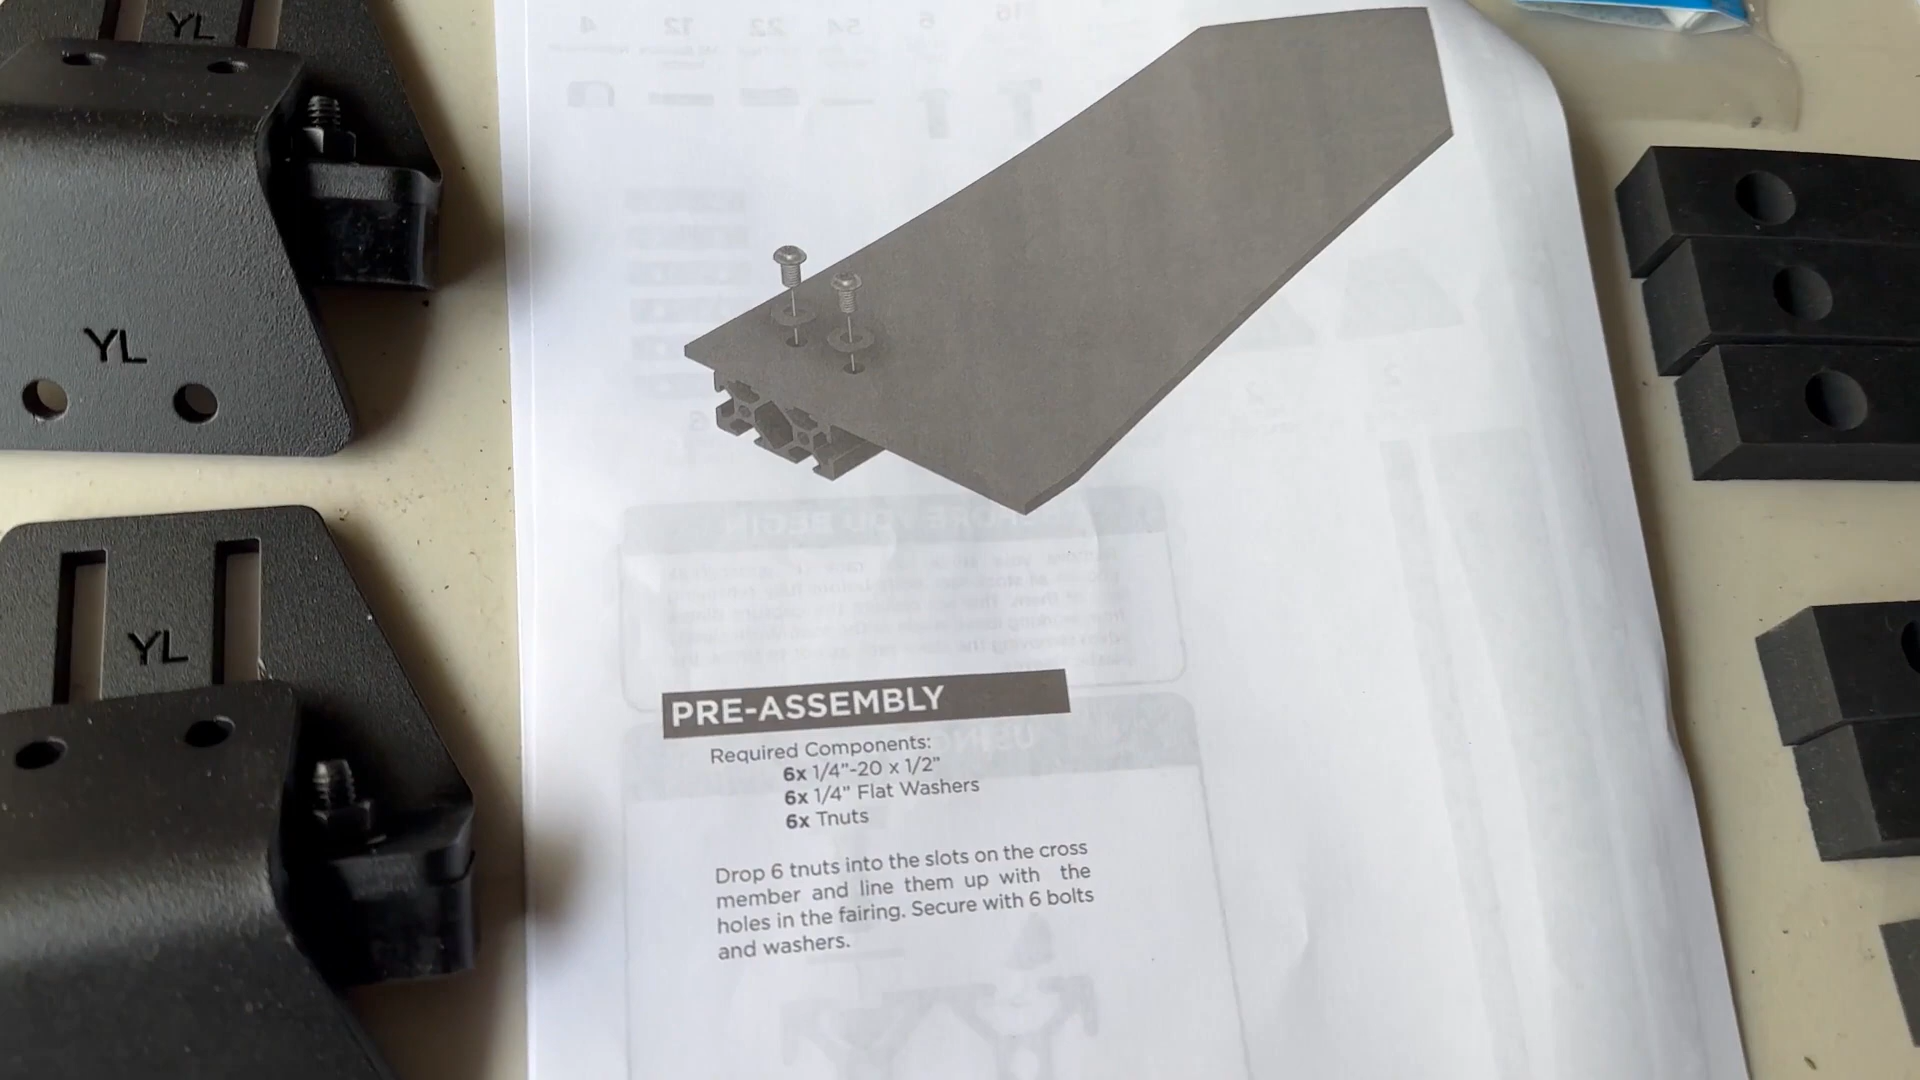 YL
YL
YL
PRE-ASSEMBLY
Required Components:
6x 1/4"-20 x 1/2"
6x 1/4" Flat Washers
6x Tnuts
Drop 6 tnuts into the slots on the cross
member and line them up with the
holes in the fairing. Secure with 6 bolts
and washers.